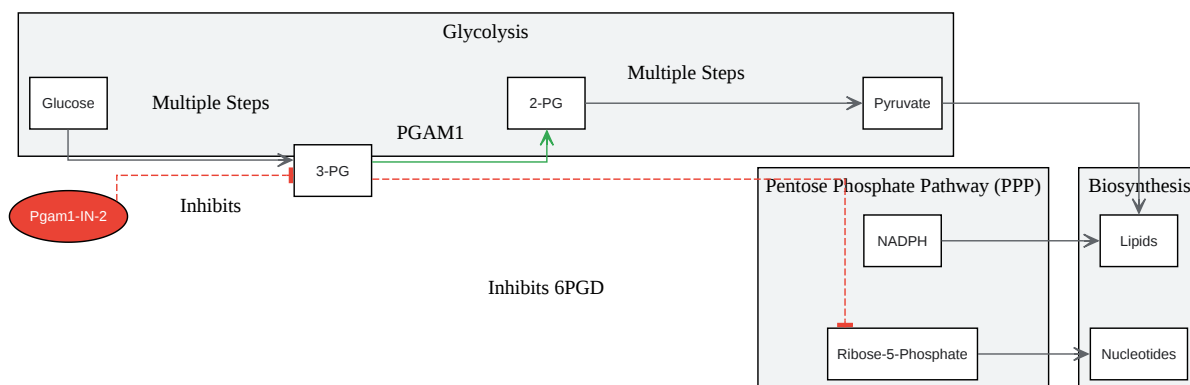 Glycolysis
Multiple Steps
Glucose
Multiple Steps
2-PG
Pyruvate
PGAM1
3-PG
Pgam1-IN-2
Inhibits
Pentose Phosphate Pathway (PPP)
Biosynthesis
NADPH
Lipids
Inhibits 6PGD
Ribose-5-Phosphate
Nucleotides